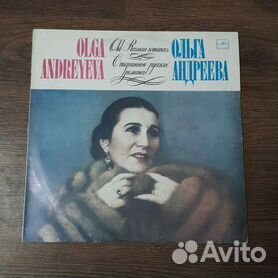 OLGA
ANDREYEVA
Old Russian romances
Старинные русские
романсы
ОЛЬГА
АНДРЕЕВА
Avito